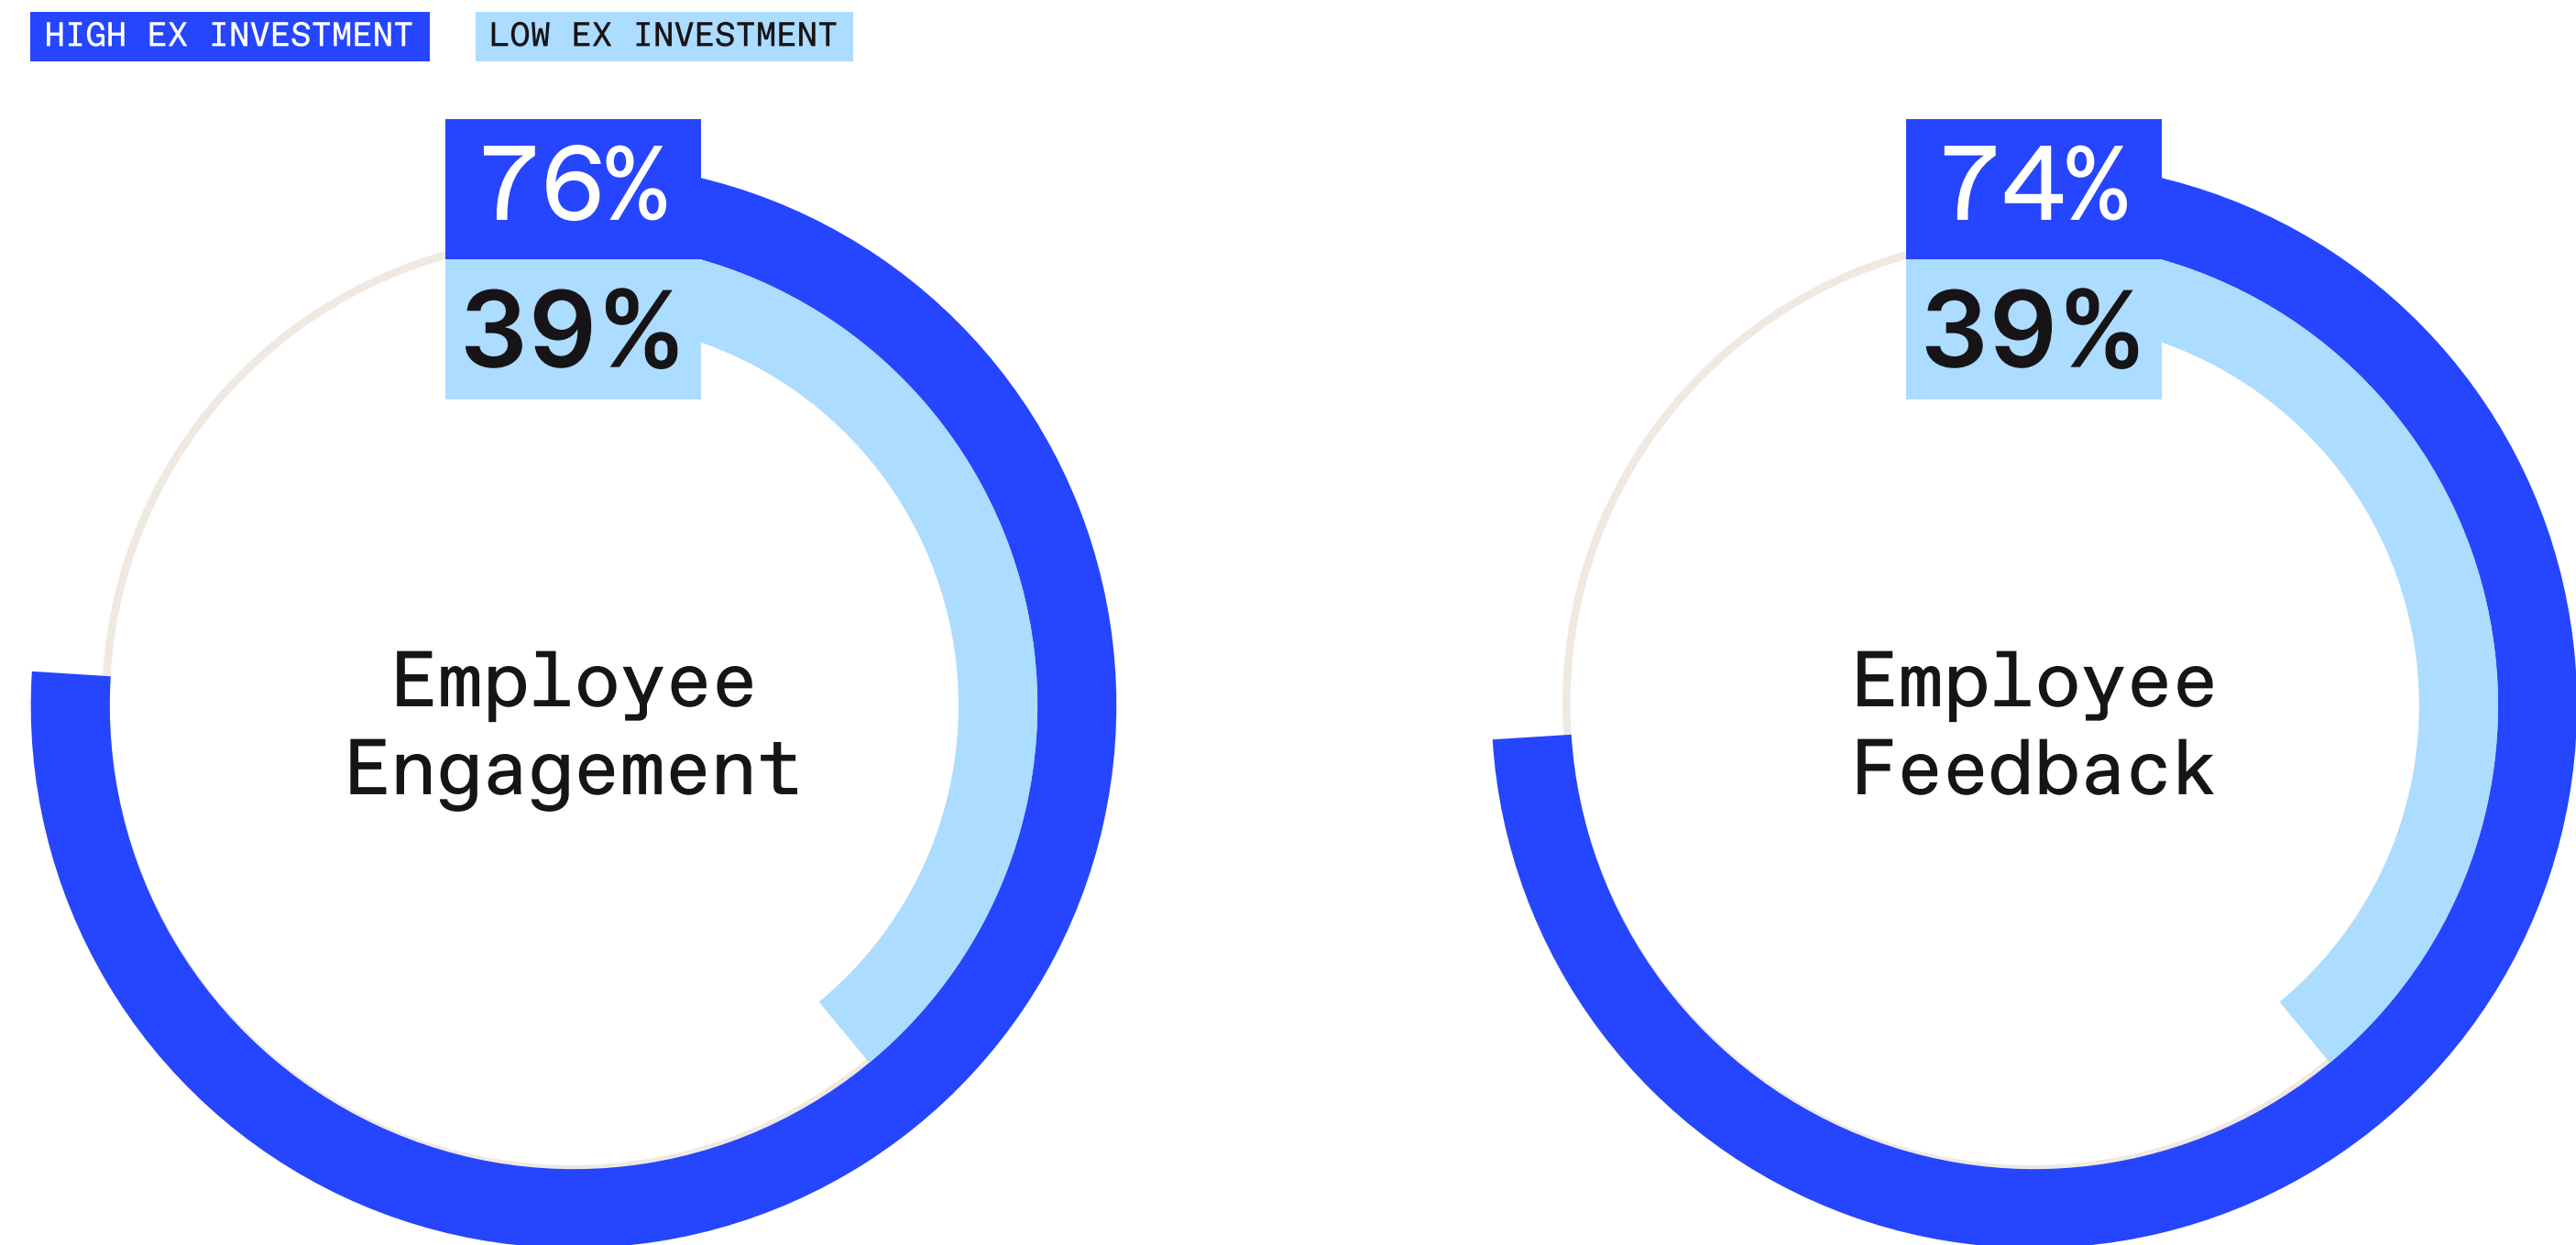 HIGH EX INVESTMENT
LOW EX INVESTMENT
76%
39%
Employee
Engagement
74%
39%
Employee
Feedback